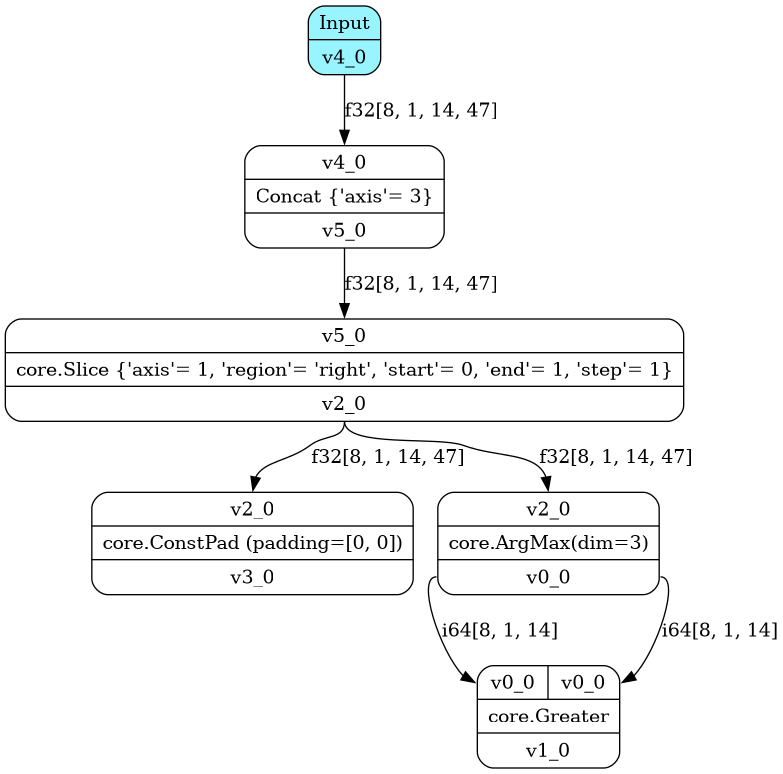 Input
v4_0
f32[8, 1, 14, 47]
v4_0
Concat {'axis'= 3}
v5_0
f32[8, 1, 14, 47]
v5_0
core.Slice {'axis'= 1, 'region'= 'right', 'start'= 0, 'end'= 1, 'step'= 1}
v2_0
f32[8, 1, 14, 47] f32[8, 1, 14, 47]
v2_0 v2_0
core.ConstPad (padding=[0, 0]) core.ArgMax(dim=3)
v3_0 v0_0
i64[8, 1, 14] i64[8, 1, 14]
v0_0 v0_0
core.Greater
v1_0